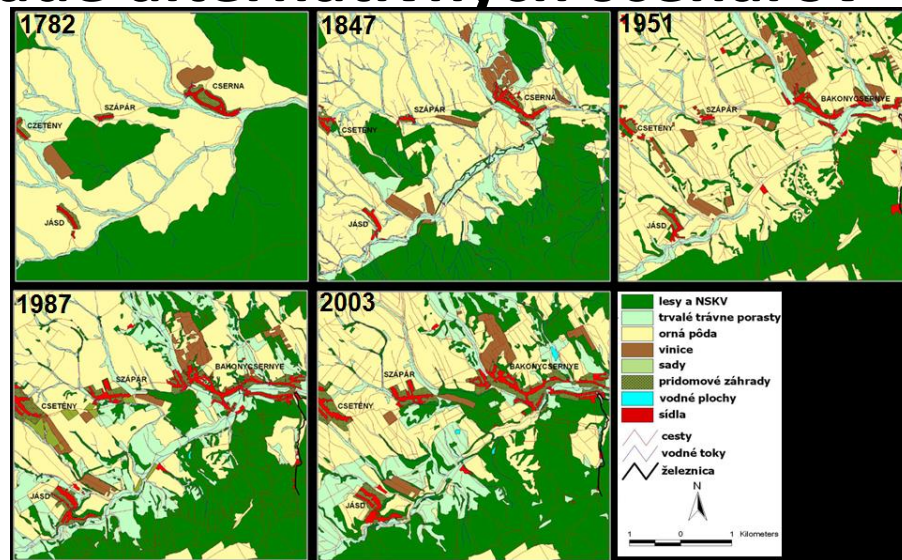 1782
CSERNA
SZÁPÁR
CZETÉNY
JÁSD
1847
CSERNA
SZÁPÁR
CSETÉNY
JÁSD
1951
BAKONYCSERNYE
SZÁPÁR
CSETÉNY
JÁSD
1987
BAKONYCSERNYE
SZÁPÁR
CSETÉNY
JÁSD
2003
BAKONYCSERNYE
SZÁPÁR
CSETÉNY
JÁSD
lesy a NSKV
trvalé trávne porasty
orná pôda
vinice
sady
pridomové záhrady
vodné plochy
sídla
cesty
vodné toky
železnica
N
1 0 1 Kilometers